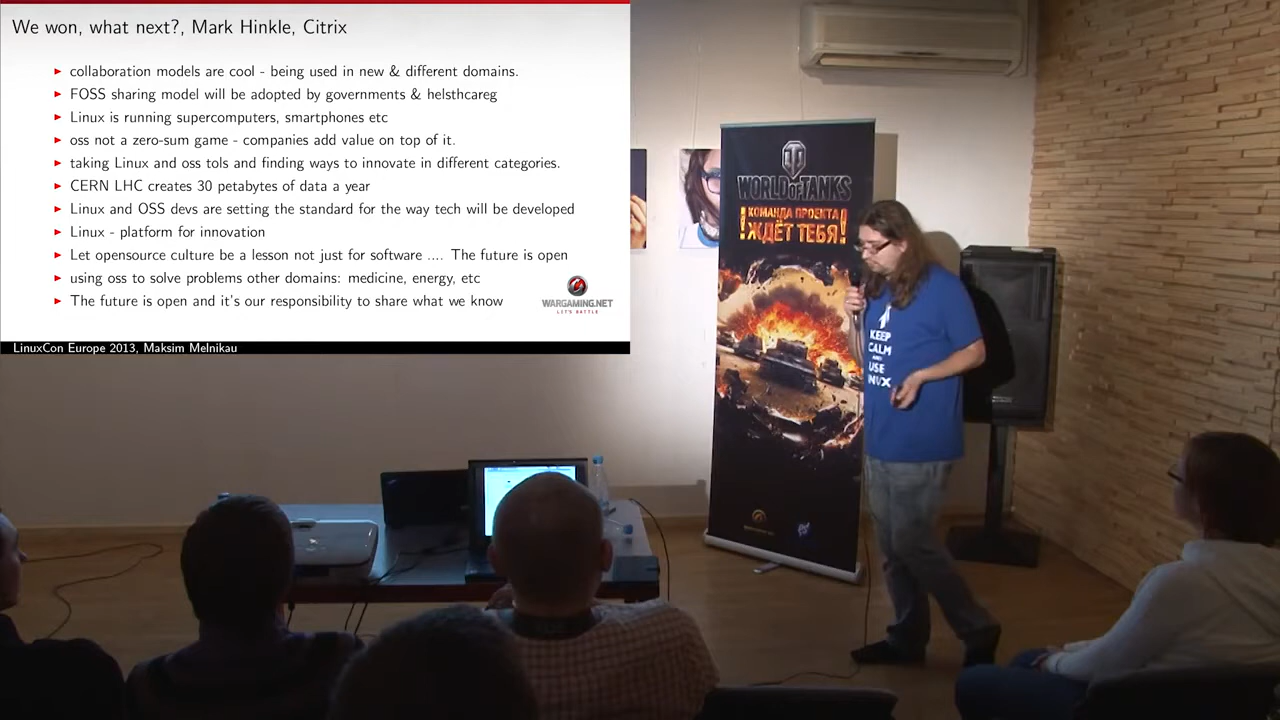 We won, what next?, Mark Hinkle, Citrix
collaboration models are cool - being used in new & different domains.
FOSS sharing model will be adopted by governments & helsthcareg
Linux is running supercomputers, smartphones etc
oss not a zero-sum game - companies add value on top of it.
taking Linux and oss tols and finding ways to innovate in different categories.
CERN LHC creates 30 petabytes of data a year
Linux and OSS devs are setting the standard for the way tech will be developed
Linux - platform for innovation
Let opensource culture be a lesson not just for software .... The future is open
using oss to solve problems other domains: medicine, energy, etc
The future is open and it's our responsibility to share what we know
WARGAMING.NET
LET'S BATTLE
LinuxCon Europe 2013, Maksim Melnikau
WORLD OF TANKS
КОМАНДА ПРОЕКТА
ЖДЁТ ТЕБЯ!
KEEP
CALM
AND
USE